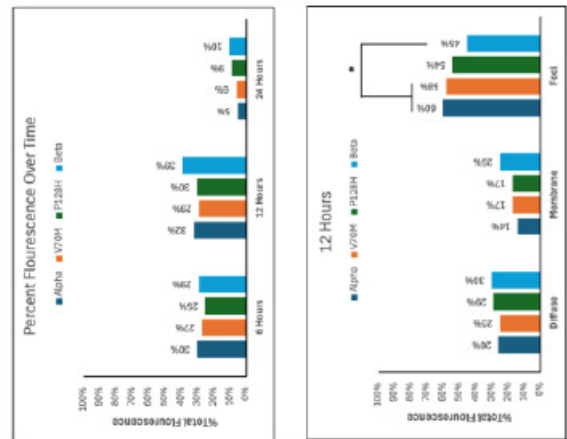 Percent Flourescence Over Time
Alpha V70M P128H Beta
100%
90%
80%
70%
60%
50%
40%
30%
20%
10%
0%
%Total Flourescence
30% 27% 25% 29%
32% 29% 30% 39%
5% 6% 9% 10%
6 Hours 12 Hours 24 Hours
12 Hours
Alpha V70M P128H Beta
100%
90%
80%
70%
60%
50%
40%
30%
20%
10%
0%
%Total Flourescence
26% 25% 29% 30%
14% 17% 17% 25%
60% 58% 54% 45%
*
Diffuse Membrane Foci